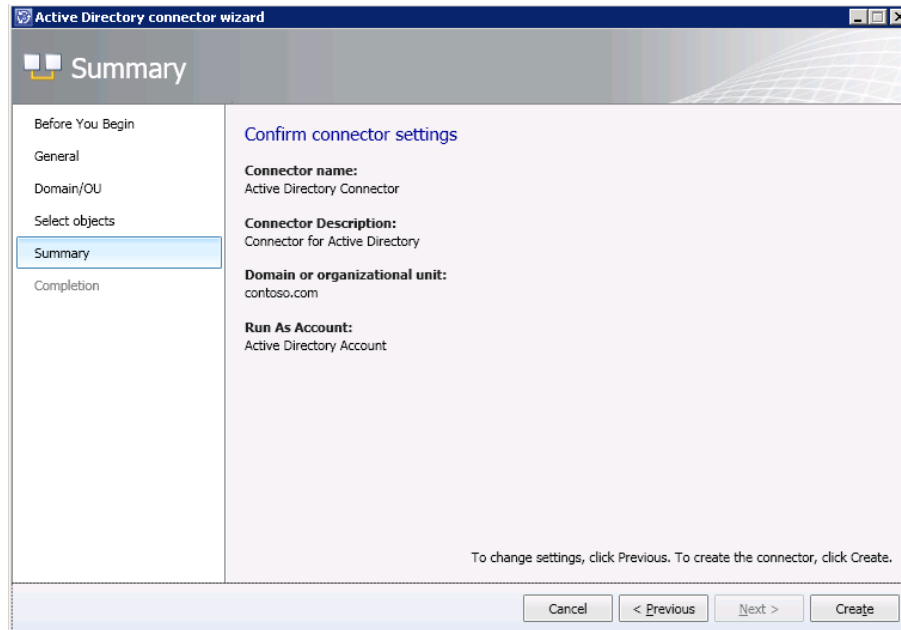 Active Directory connector wizard
Summary
Before You Begin
General
Domain/OU
Select objects
Summary
Completion
Confirm connector settings
Connector name:
Active Directory Connector
Connector Description:
Connector for Active Directory
Domain or organizational unit:
contoso.com
Run As Account:
Active Directory Account
To change settings, click Previous. To create the connector, click Create.
Cancel
< Previous
Next >
Create